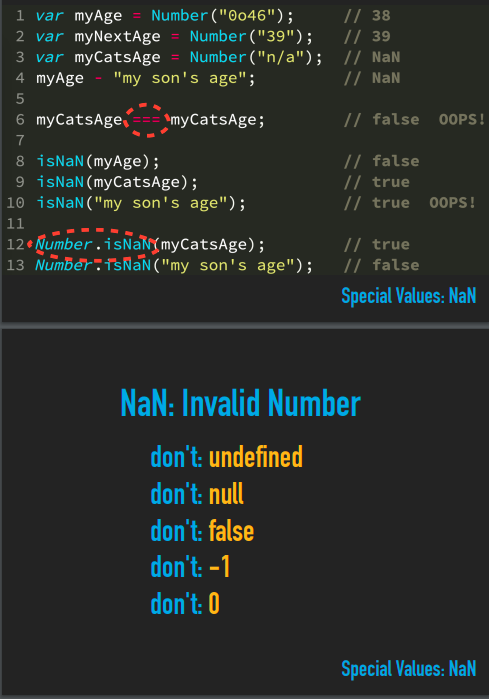 1 var myAge = Number("0o46"); // 38
2 var myNextAge = Number("39"); // 39
3 var myCatsAge = Number("n/a"); // NaN
4 myAge - "my son's age"; // NaN
5
6 myCatsAge === myCatsAge; // false OOPS!
7
8 isNaN(myAge); // false
9 isNaN(myCatsAge); // true
10 isNaN("my son's age"); // true OOPS!
11
12 Number.isNaN(myCatsAge); // true
13 Number.isNaN("my son's age"); // false
Special Values: NaN
NaN: Invalid Number
don't: undefined
don't: null
don't: false
don't: -1
don't: 0
Special Values: NaN